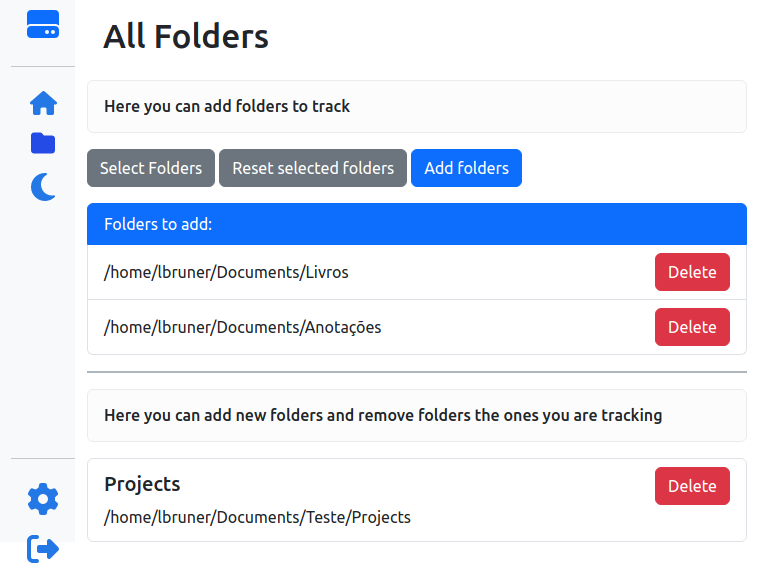 All Folders
Here you can add folders to track
Select Folders Reset selected folders Add folders
Folders to add:
/home/lbruner/Documents/Livros Delete
/home/lbruner/Documents/Anotações Delete
Here you can add new folders and remove folders the ones you are tracking
Projects Delete
/home/lbruner/Documents/Teste/Projects